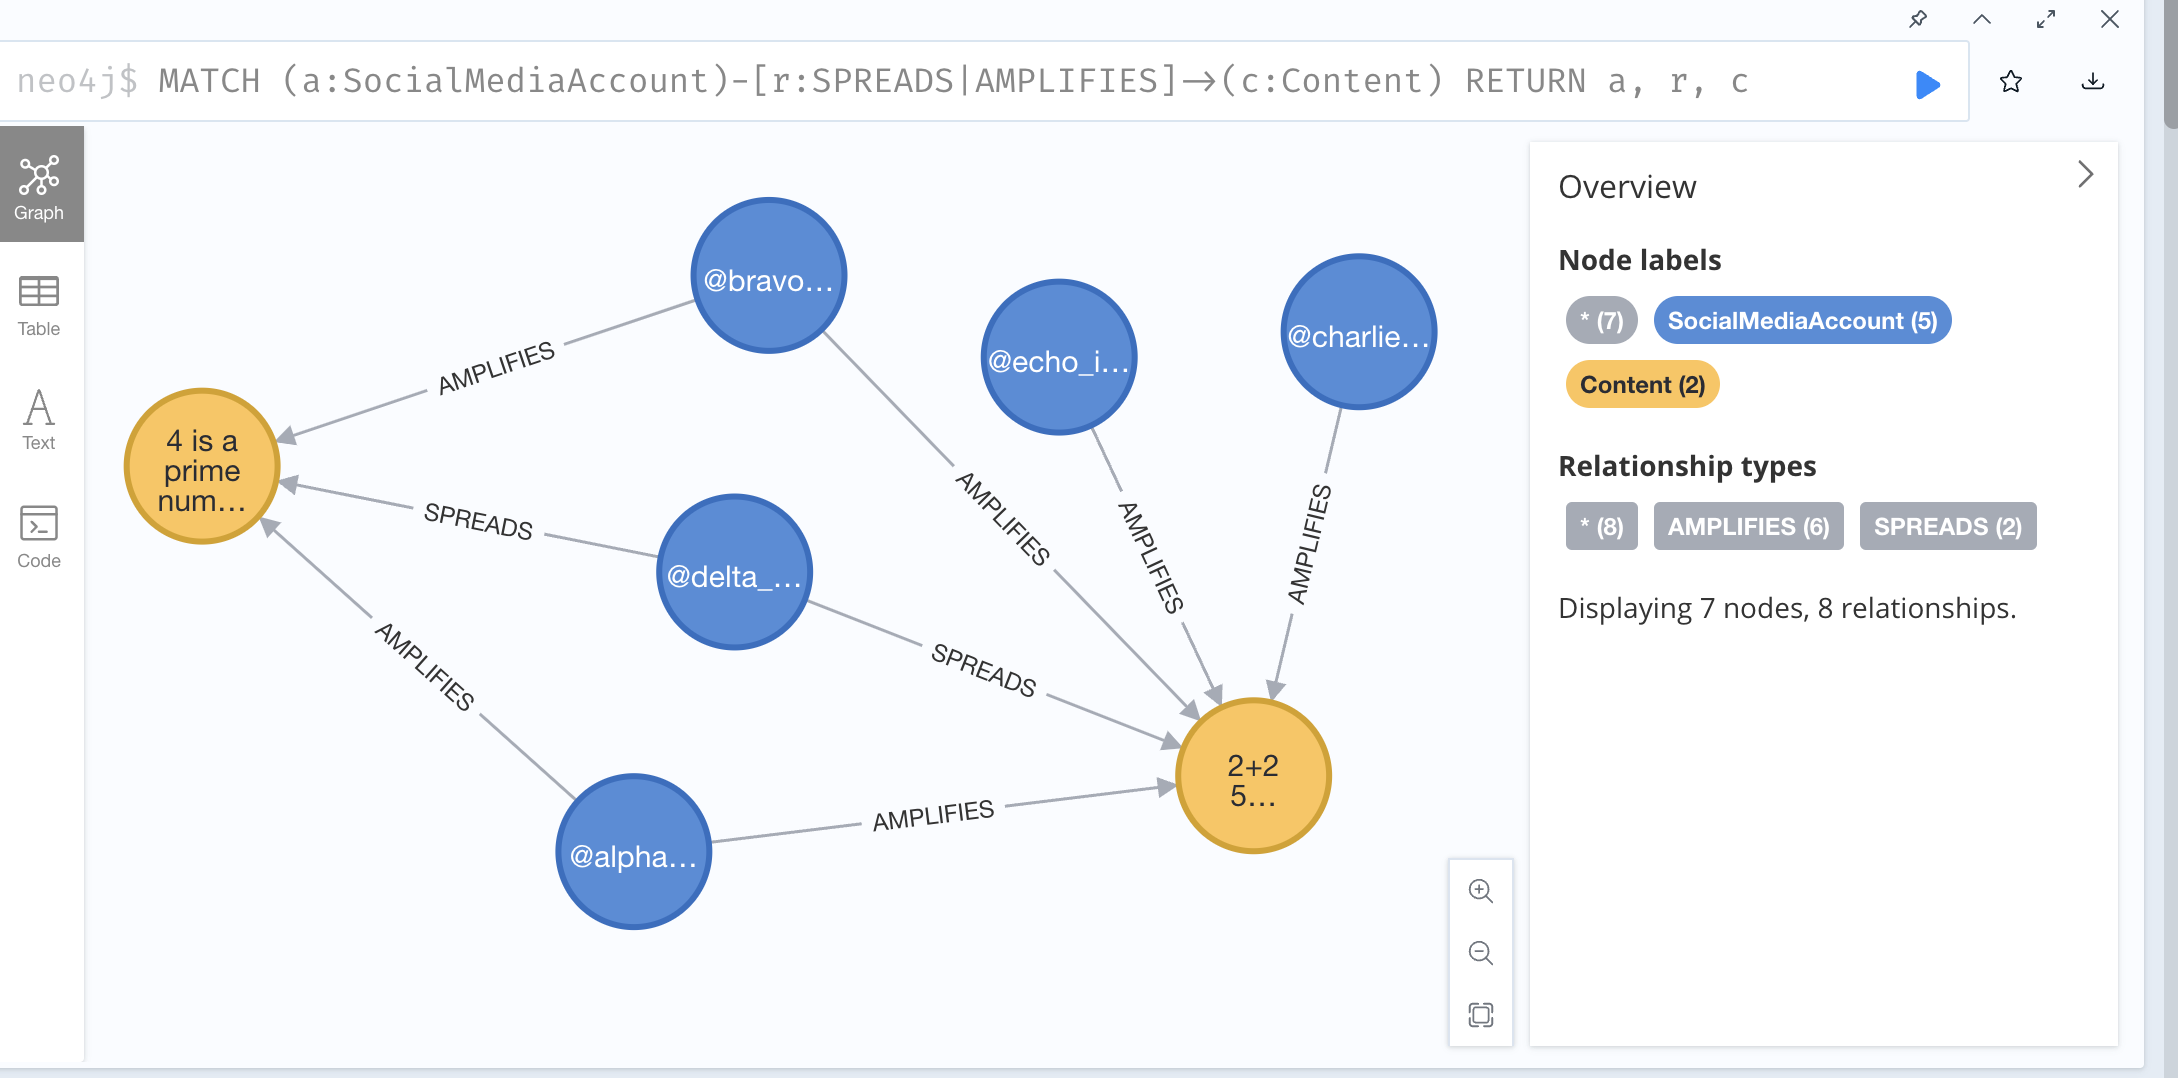 neo4j$ MATCH (a:SocialMediaAccount)-[r:SPREADS|AMPLIFIES]->(c:Content) RETURN a, r, c
Graph
Table
Text
Code
@bravo...
@echo_i...
@charlie...
AMPLIFIES
4 is a
prime
num...
SPREADS
AMPLIFIES
AMPLIFIES
AMPLIFIES
@delta_...
SPREADS
AMPLIFIES
2+2
5...
AMPLIFIES
@alpha...
Overview
Node labels
* (7) SocialMediaAccount (5)
Content (2)
Relationship types
* (8) AMPLIFIES (6) SPREADS (2)
Displaying 7 nodes, 8 relationships.